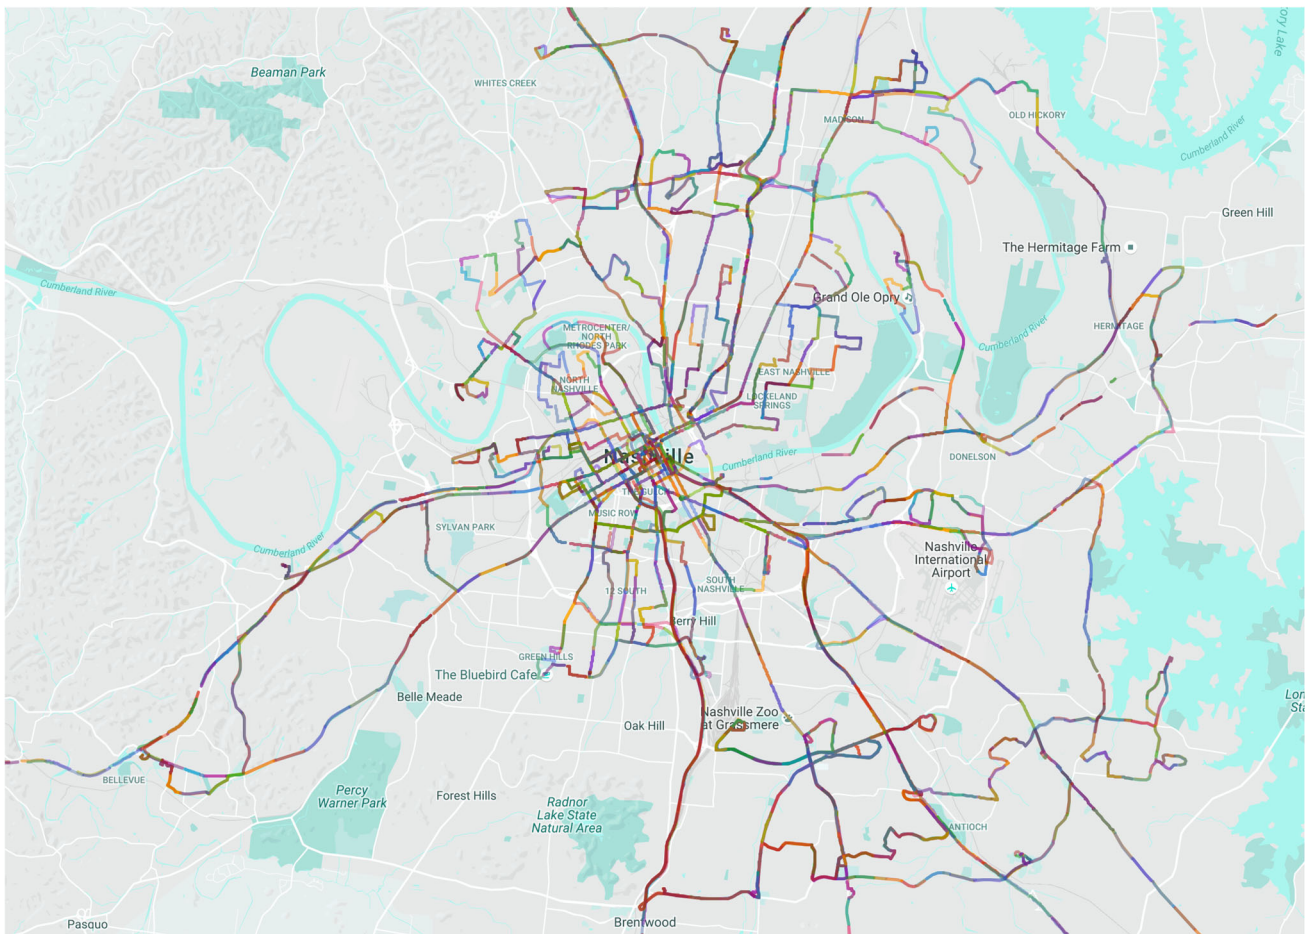 Beaman Park
WHITES CREEK
MADISON
OLD HICKORY
Cumberland River
Green Hill
The Hermitage Farm
Cumberland River
Grand Ole Opry
METROCENTER/
NORTH
RHODES PARK
Cumberland River
HERMITAGE
NORTH
NASHVILLE
EAST NASHVILLE
LOCKELAND
SPRINGS
Nashville
Cumberland River
DONELSON
THE GULCH
MUSIC ROW
SYLVAN PARK
Cumberland River
Nashville
International
Airport
12 SOUTH
SOUTH
NASHVILLE
Berry Hill
GREEN HILLS
The Bluebird Cafe
Belle Meade
Oak Hill
Nashville Zoo
at Grassmere
BELLEVUE
Percy
Warner Park
Forest Hills
Radnor
Lake State
Natural Area
ANTIOCH
Pasquo
Brentwood